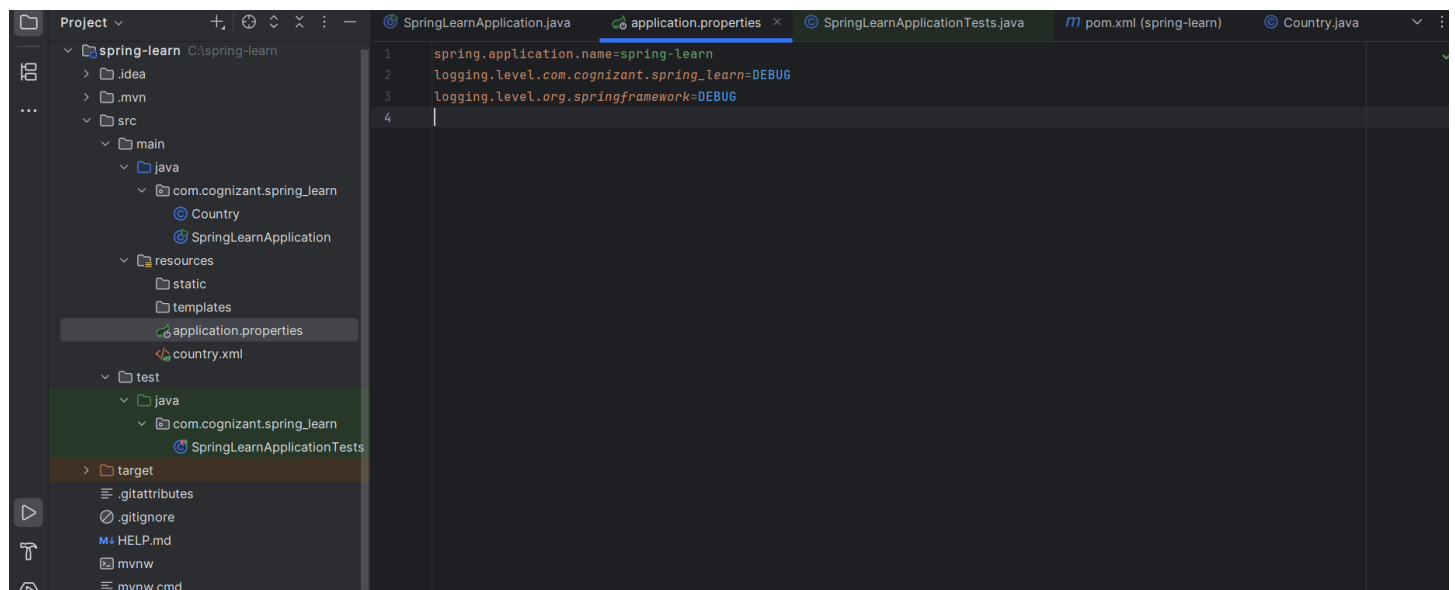 Project
SpringLearnApplication.java
application.properties
SpringLearnApplicationTests.java
m pom.xml (spring-learn)
Country.java
spring-learn C:\spring-learn
.idea
.mvn
src
main
java
com.cognizant.spring_learn
Country
SpringLearnApplication
resources
static
templates
application.properties
country.xml
test
java
com.cognizant.spring_learn
SpringLearnApplicationTests
target
.gitattributes
.gitignore
M↓ HELP.md
mvnw
mvnw.cmd
1 spring.application.name=spring-learn
2 logging.level.com.cognizant.spring_learn=DEBUG
3 logging.level.org.springframework=DEBUG
4